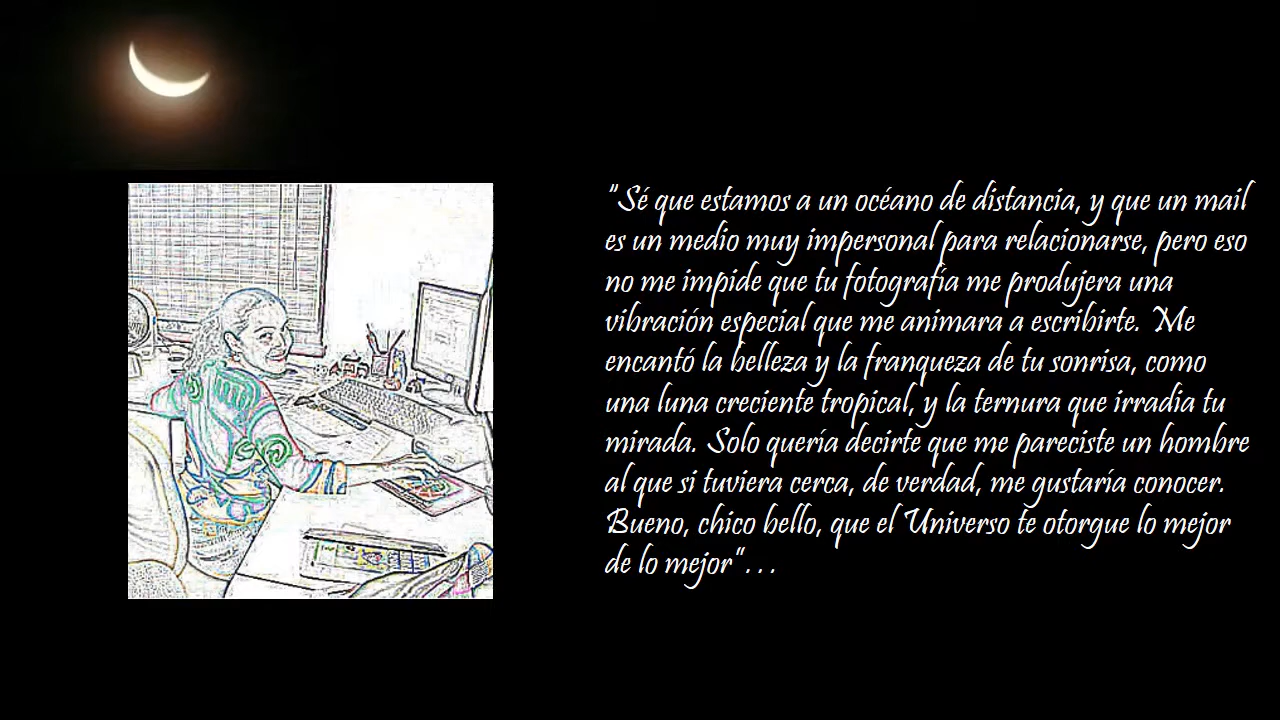 "Sé que estamos a un océano de distancia, y que un mail
es un medio muy impersonal para relacionarse, pero eso
no me impide que tu fotografía me produjera una
vibración especial que me animara a escribirte. Me
encantó la belleza y la franqueza de tu sonrisa, como
una luna creciente tropical, y la ternura que irradia tu
mirada. Solo quería decirte que me pareciste un hombre
al que si tuviera cerca, de verdad, me gustaría conocer.
Bueno, chico bello, que el Universo te otorgue lo mejor
de lo mejor"...